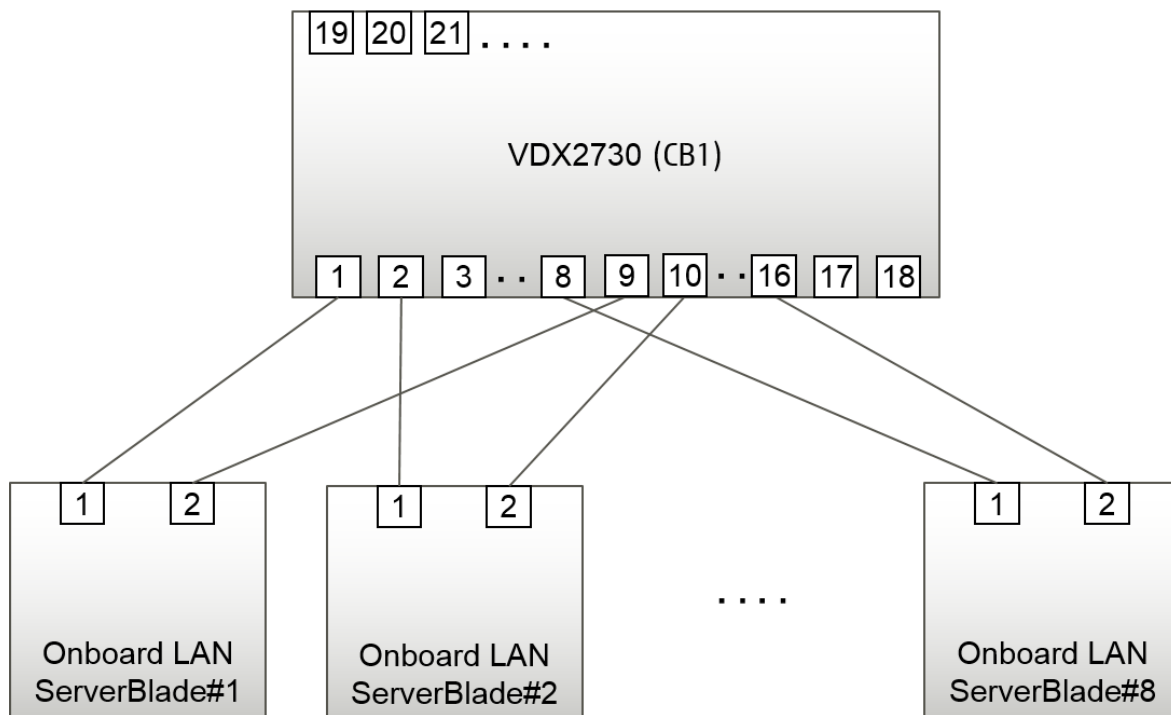 19 20 21 ....
VDX2730 (CB1)
1 2 3 .. 8 9 10 .. 16 17 18
1 2 1 2 1 2
....
Onboard LAN
ServerBlade#1
Onboard LAN
ServerBlade#2
Onboard LAN
ServerBlade#8